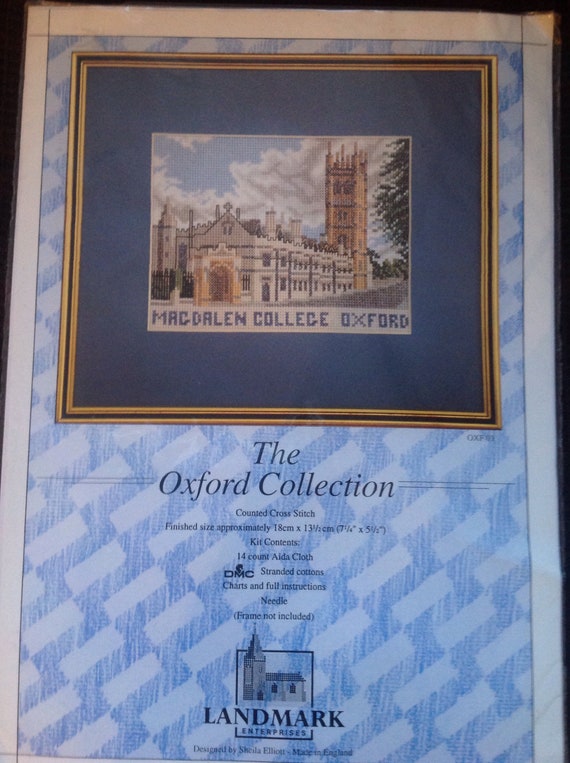 MAGDALEN COLLEGE OXFORD
The
Oxford Collection
Counted Cross Stitch
Finished size approximately 18cm x 13½cm (7¼" x 5½")
Kit Contents:
14 count Aida Cloth
DMC Stranded cottons
Charts and full instructions
Needle
(Frame not included)
LANDMARK
ENTERPRISES
Designed by Sheila Elliott - Made in England